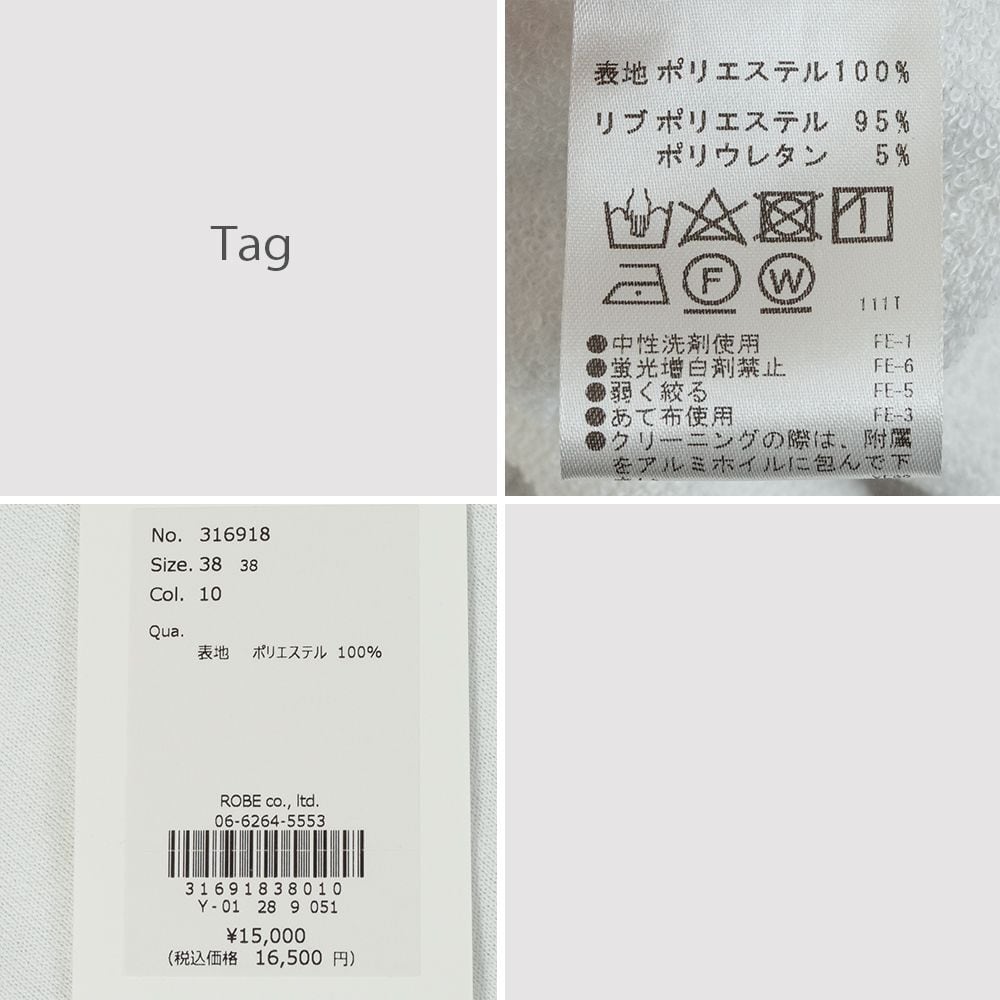 Tag
表地 ポリエステル100%
リブ ポリエステル 95%
ポリウレタン 5%
F W
111T
●中性洗剤使用 FE-1
●蛍光増白剤禁止 FE-6
●弱く絞る FE-5
●あて布使用 FE-3
●クリーニングの際は、附属
をアルミホイルに包んで下
No. 316918
Size. 38 38
Col. 10
Qua.
表地 ポリエステル 100%
ROBE co., ltd.
06-6264-5553
31691838010
Y-01 28 9 051
¥15,000
(税込価格 16,500 円)